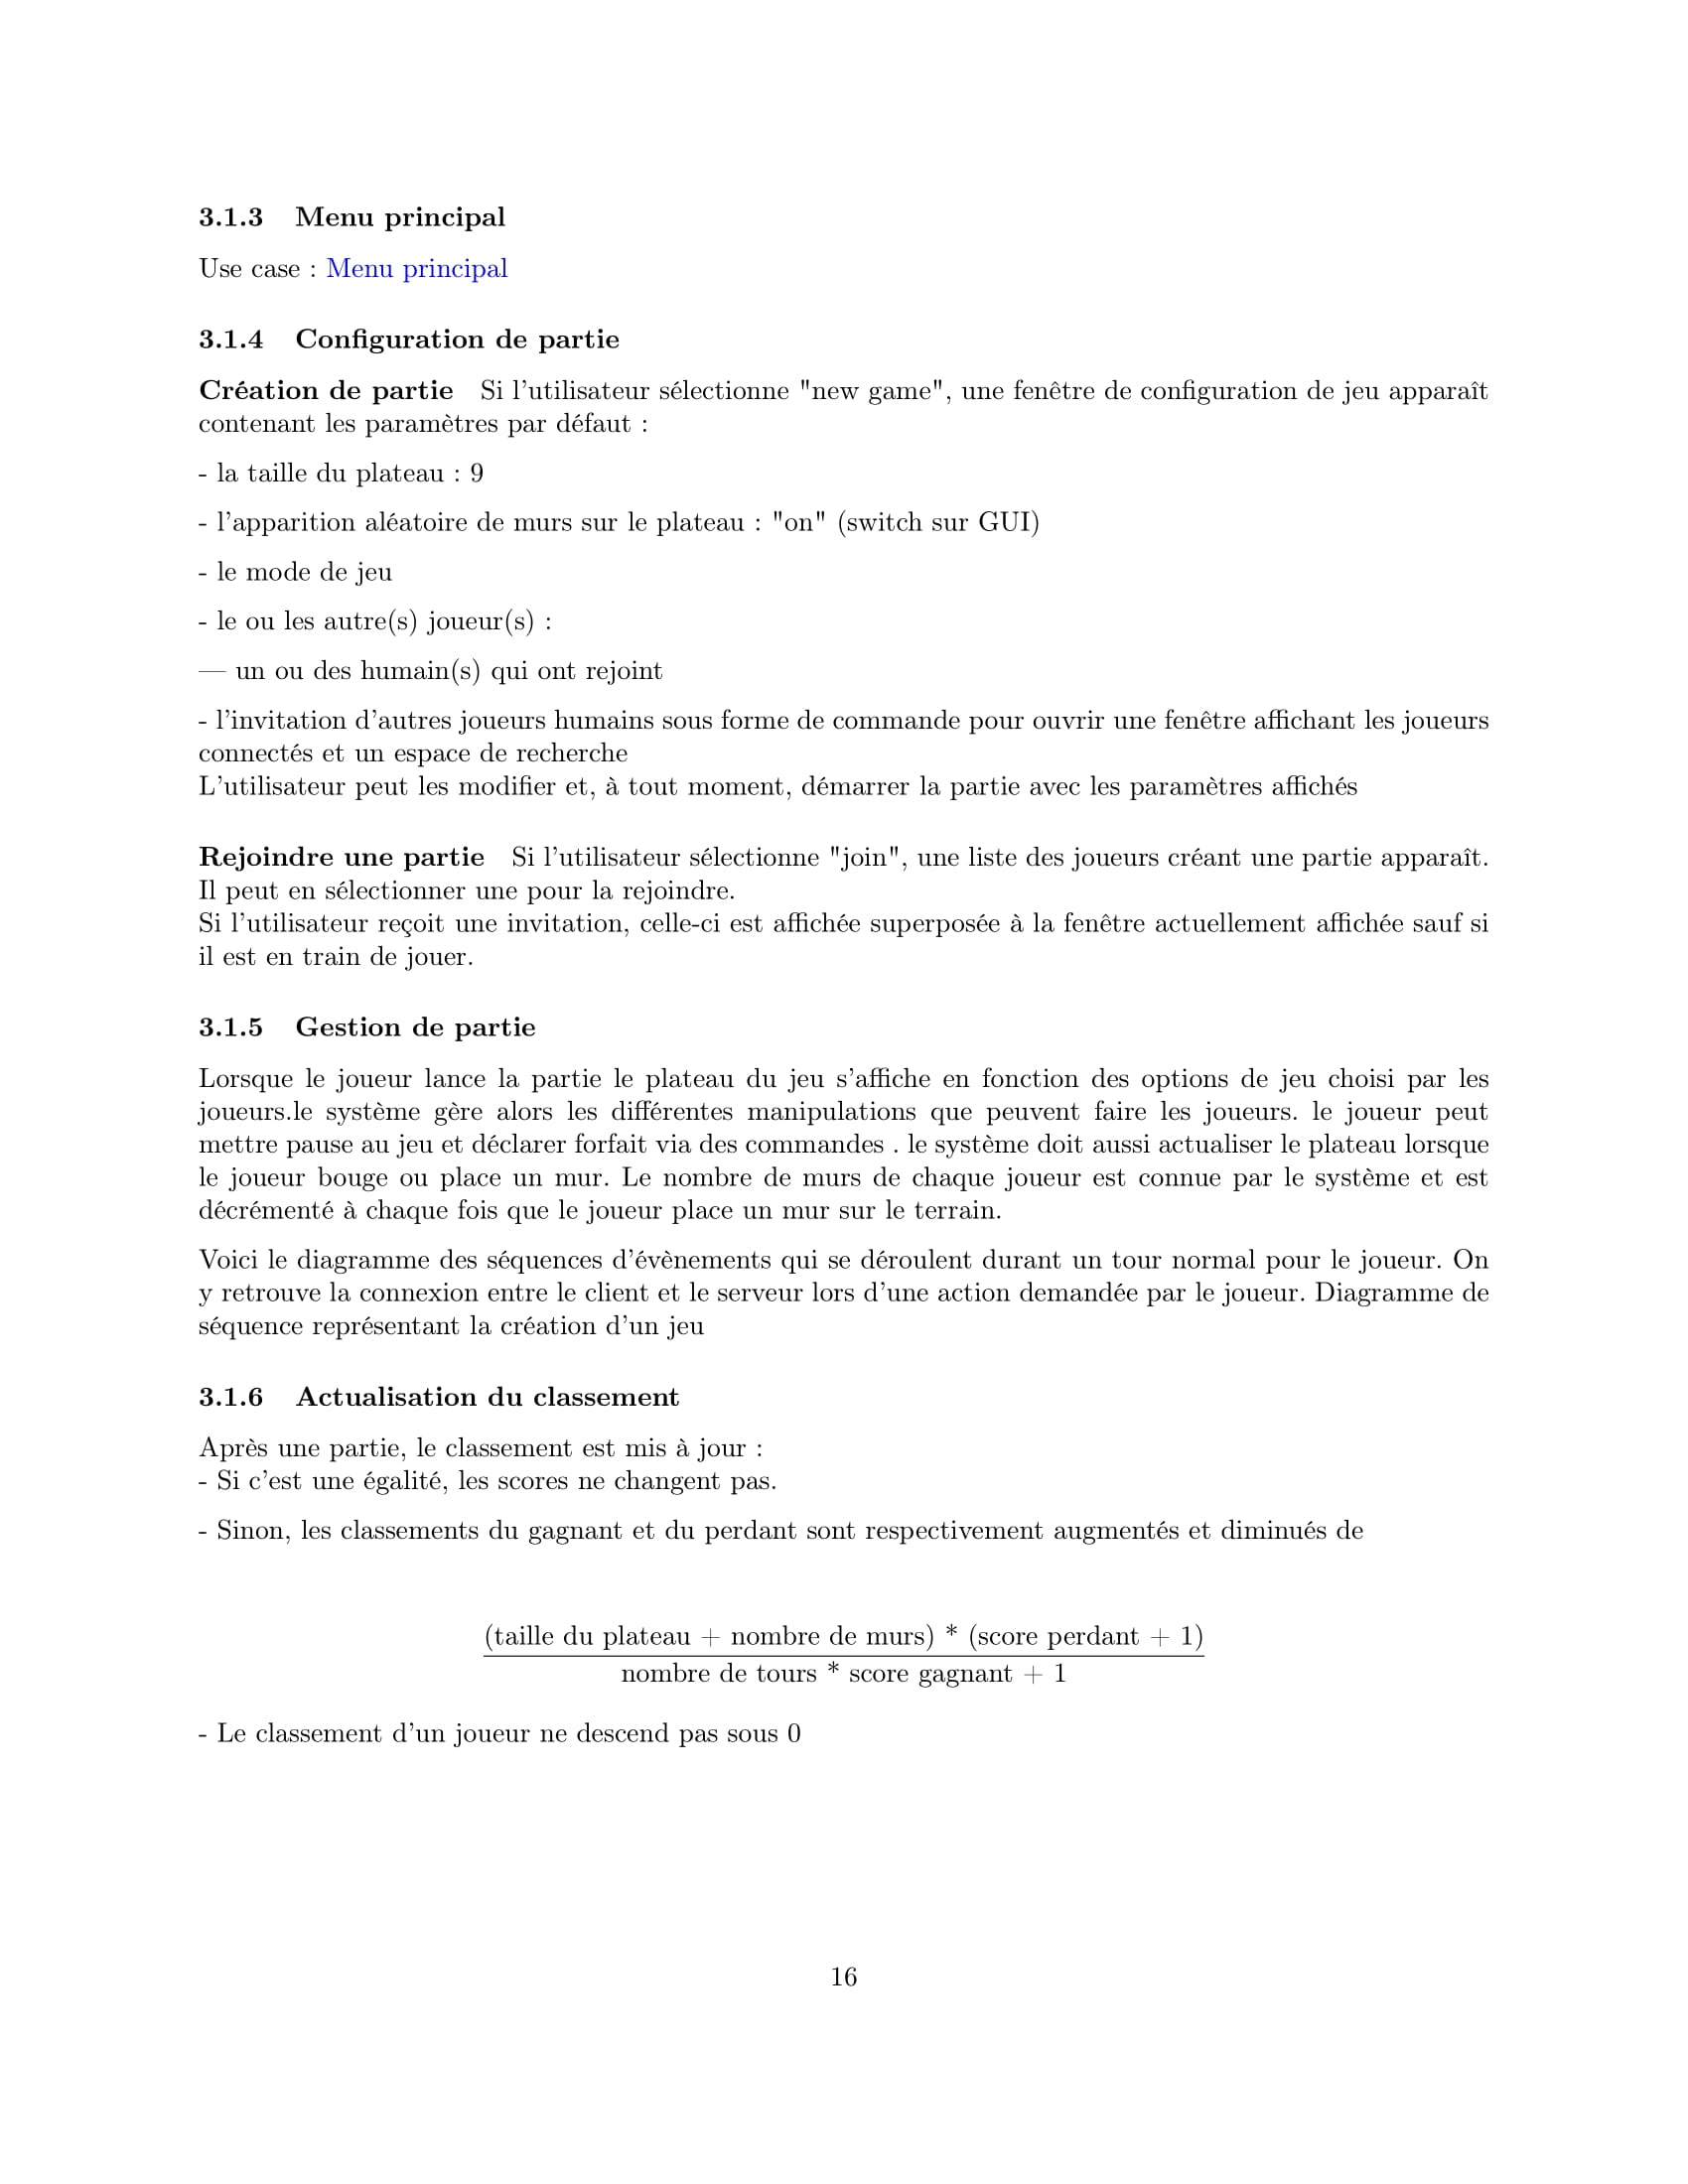 3.1.3 Menu principal
Use case : Menu principal
3.1.4 Configuration de partie
Création de partie Si l'utilisateur sélectionne "new game", une fenêtre de configuration de jeu apparaît
contenant les paramètres par défaut :
- la taille du plateau : 9
- l'apparition aléatoire de murs sur le plateau : "on" (switch sur GUI)
- le mode de jeu
- le ou les autre(s) joueur(s) :
— un ou des humain(s) qui ont rejoint
- l'invitation d'autres joueurs humains sous forme de commande pour ouvrir une fenêtre affichant les joueurs
connectés et un espace de recherche
L'utilisateur peut les modifier et, à tout moment, démarrer la partie avec les paramètres affichés
Rejoindre une partie Si l'utilisateur sélectionne "join", une liste des joueurs créant une partie apparaît.
Il peut en sélectionner une pour la rejoindre.
Si l'utilisateur reçoit une invitation, celle-ci est affichée superposée à la fenêtre actuellement affichée sauf si
il est en train de jouer.
3.1.5 Gestion de partie
Lorsque le joueur lance la partie le plateau du jeu s'affiche en fonction des options de jeu choisi par les
joueurs.le système gère alors les différentes manipulations que peuvent faire les joueurs. le joueur peut
mettre pause au jeu et déclarer forfait via des commandes . le système doit aussi actualiser le plateau lorsque
le joueur bouge ou place un mur. Le nombre de murs de chaque joueur est connue par le système et est
décrémenté à chaque fois que le joueur place un mur sur le terrain.
Voici le diagramme des séquences d'évènements qui se déroulent durant un tour normal pour le joueur. On
y retrouve la connexion entre le client et le serveur lors d'une action demandée par le joueur. Diagramme de
séquence représentant la création d'un jeu
3.1.6 Actualisation du classement
Après une partie, le classement est mis à jour :
- Si c'est une égalité, les scores ne changent pas.
- Sinon, les classements du gagnant et du perdant sont respectivement augmentés et diminués de
(taille du plateau + nombre de murs) * (score perdant + 1)
nombre de tours * score gagnant + 1
- Le classement d'un joueur ne descend pas sous 0
16